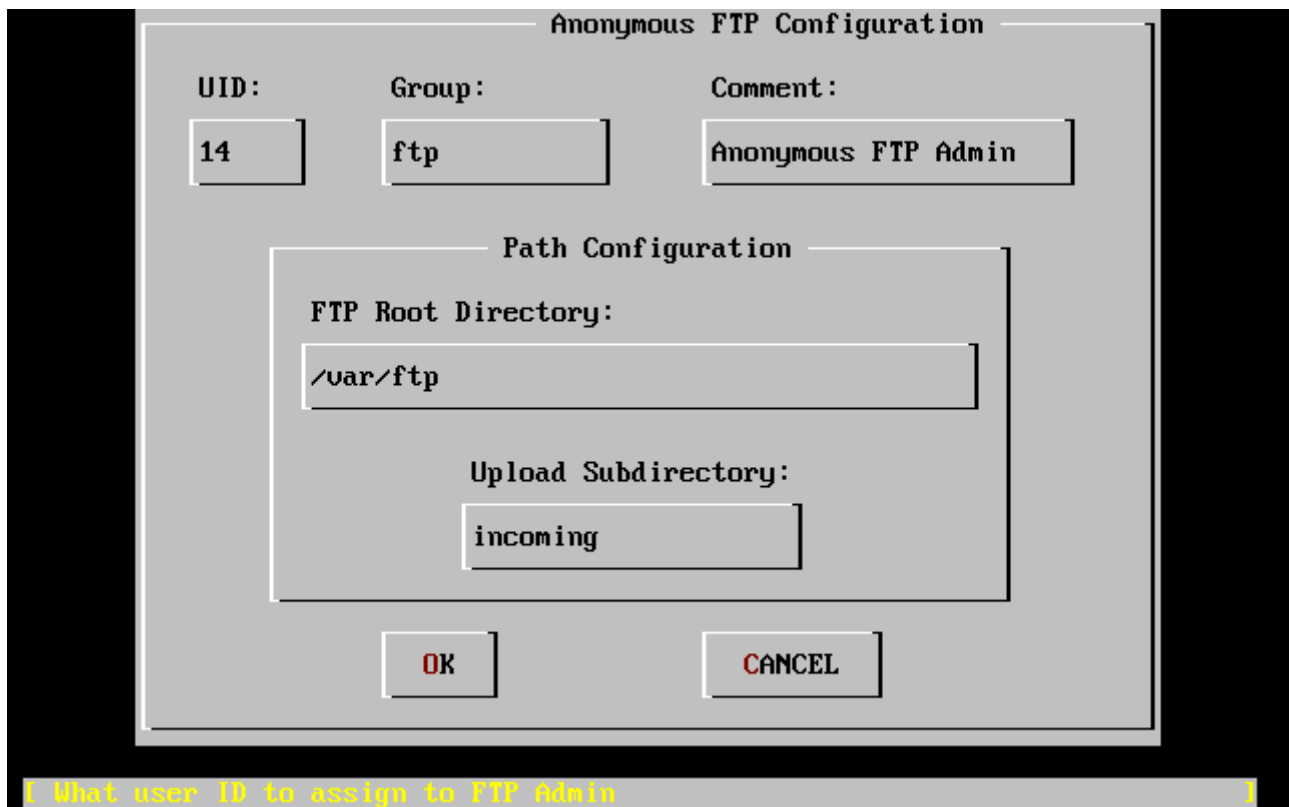 Anonymous FTP Configuration
UID: Group: Comment:
14 ftp Anonymous FTP Admin
Path Configuration
FTP Root Directory:
/var/ftp
Upload Subdirectory:
incoming
OK CANCEL
[ What user ID to assign to FTP Admin ]